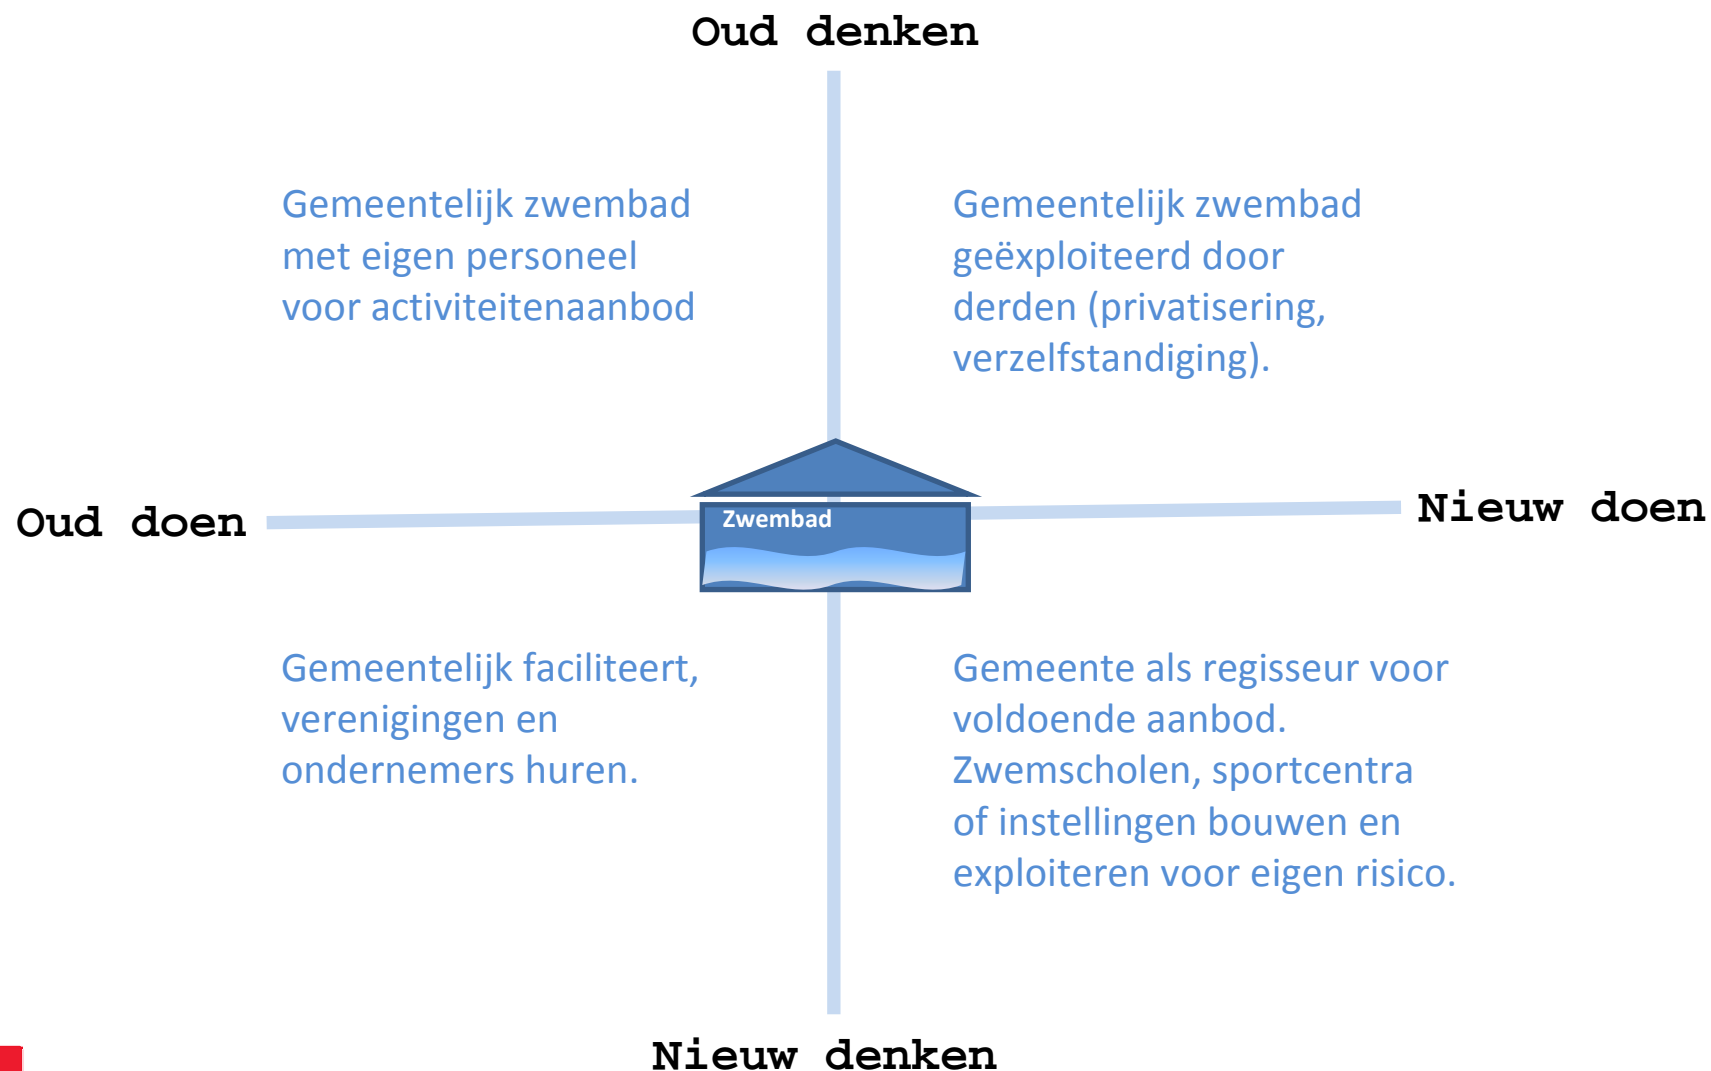 Oud denken
Gemeentelijk zwembad
met eigen personeel
voor activiteitenaanbod
Gemeentelijk zwembad
geëxploiteerd door
derden (privatisering,
verzelfstandiging).
Oud doen
Zwembad
Nieuw doen
Gemeentelijk faciliteert,
verenigingen en
ondernemers huren.
Gemeente als regisseur voor
voldoende aanbod.
Zwemscholen, sportcentra
of instellingen bouwen en
exploiteren voor eigen risico.
Nieuw denken